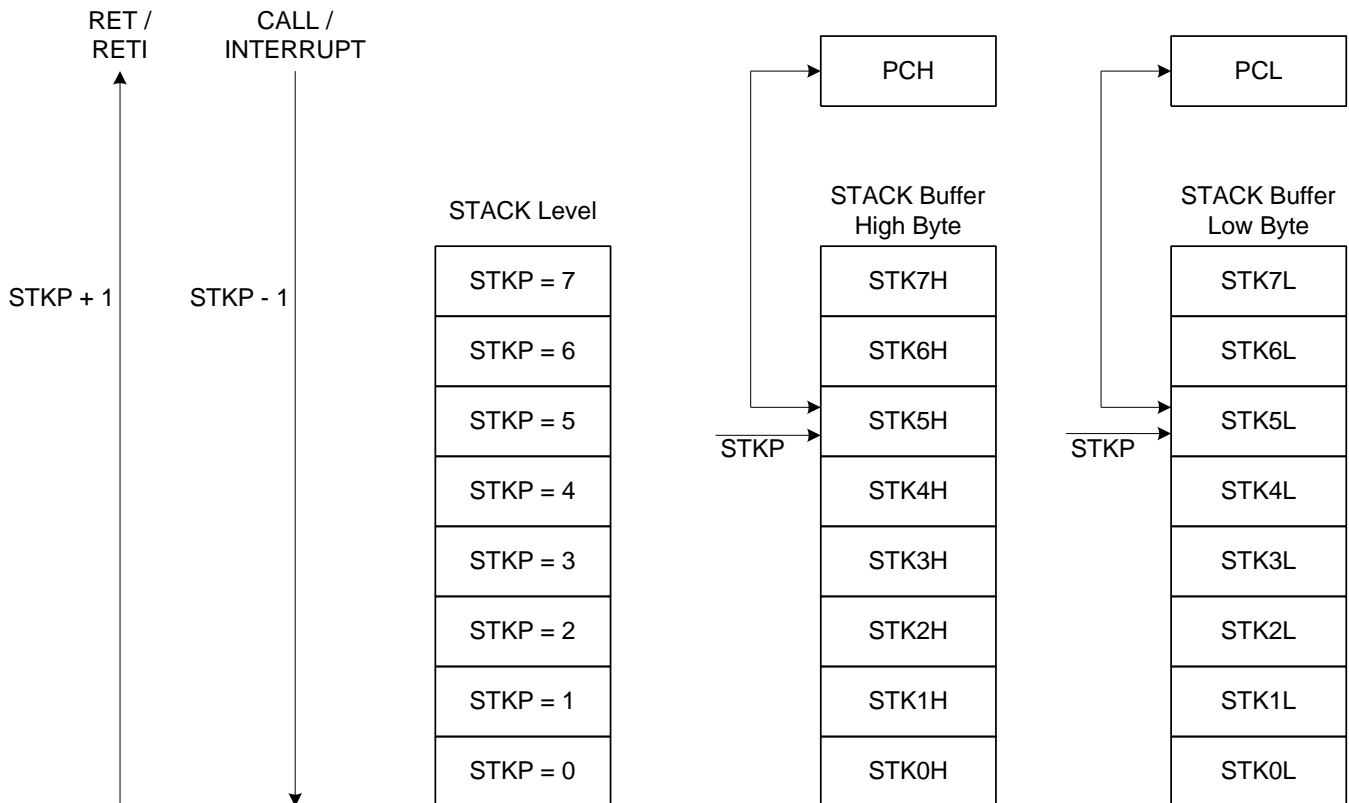 RET /
RETI
CALL /
INTERRUPT
PCH
PCL
STACK Level
STACK Buffer
High Byte
STACK Buffer
Low Byte
STKP + 1
STKP - 1
STKP = 7
STK7H
STK7L
STKP = 6
STK6H
STK6L
STKP = 5
STK5H
STK5L
STKP
STKP
STKP = 4
STK4H
STK4L
STKP = 3
STK3H
STK3L
STKP = 2
STK2H
STK2L
STKP = 1
STK1H
STK1L
STKP = 0
STK0H
STK0L